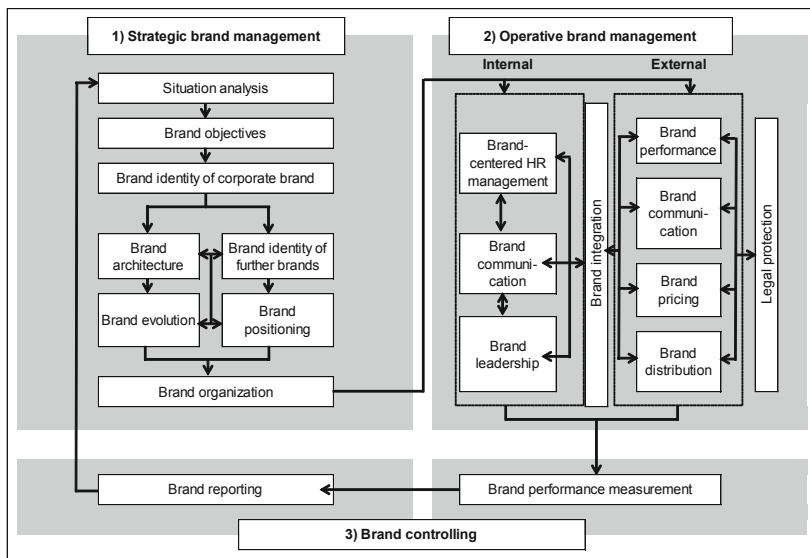 1) Strategic brand management
Situation analysis
Brand objectives
Brand identity of corporate brand
Brand
architecture
Brand identity of
further brands
Brand evolution
Brand
positioning
Brand organization
2) Operative brand management
Internal
External
Brand-
centered HR
management
Brand
communi-
cation
Brand
leadership
Brand integration
Brand
performance
Brand
communi-
cation
Brand
pricing
Brand
distribution
Legal protection
Brand reporting
Brand performance measurement
3) Brand controlling